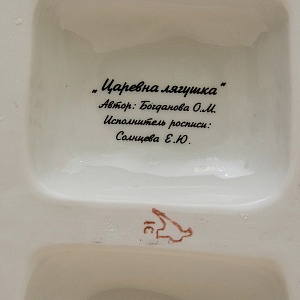 „Царевна лягушка“
Автор: Богданова О.М.
Исполнитель росписи:
Солнцева Е.Ю.